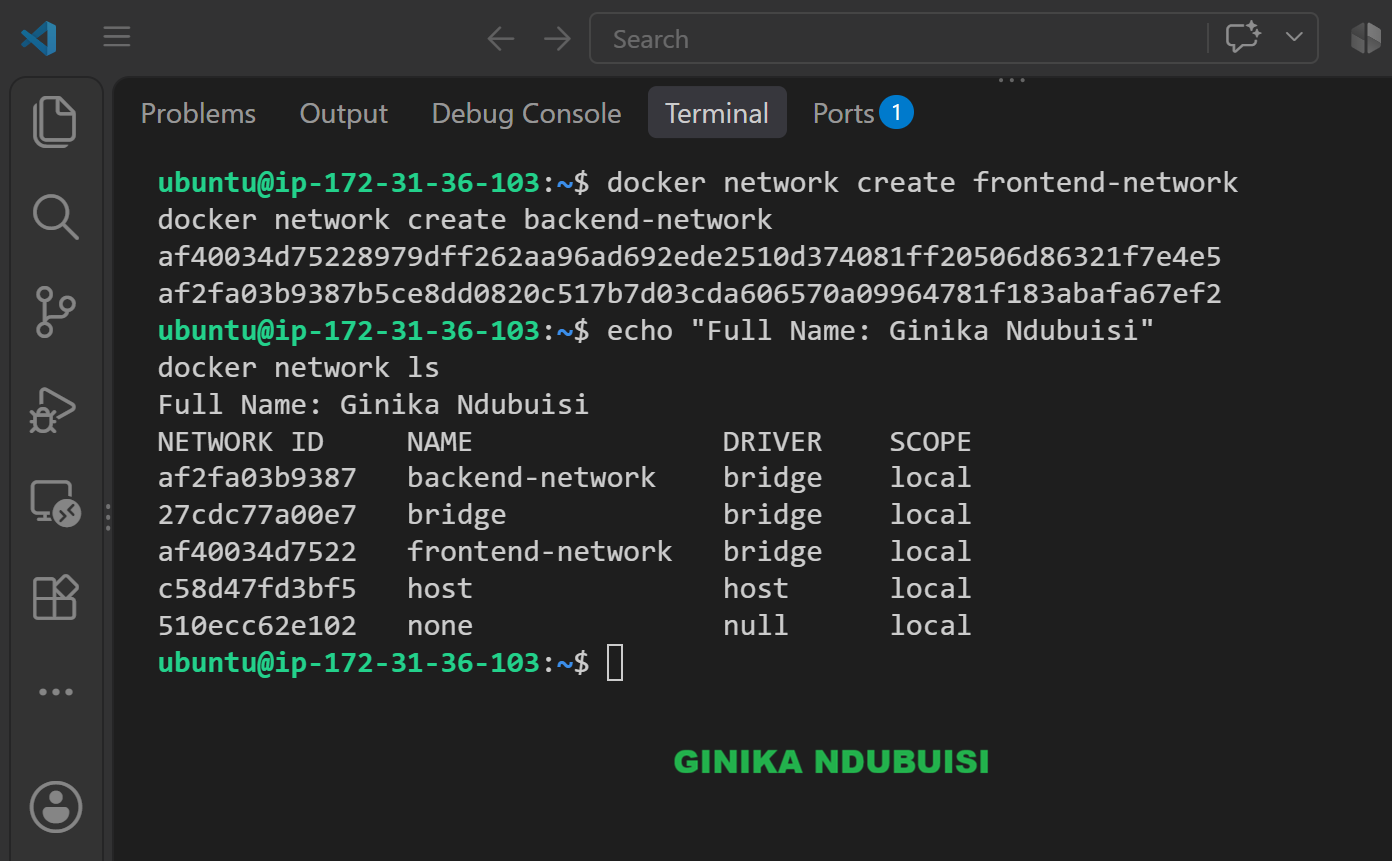 Search
Problems Output Debug Console Terminal Ports 1
ubuntu@ip-172-31-36-103:~$ docker network create frontend-network
docker network create backend-network
af40034d75228979dff262aa96ad692ede2510d374081ff20506d86321f7e4e5
af2fa03b9387b5ce8dd0820c517b7d03cda606570a09964781f183abafa67ef2
ubuntu@ip-172-31-36-103:~$ echo "Full Name: Ginika Ndubuisi"
docker network ls
Full Name: Ginika Ndubuisi
NETWORK ID     NAME               DRIVER    SCOPE
af2fa03b9387   backend-network    bridge    local
27cdc77a00e7   bridge             bridge    local
af40034d7522   frontend-network   bridge    local
c58d47fd3bf5   host               host      local
510ecc62e102   none               null      local
ubuntu@ip-172-31-36-103:~$
GINIKA NDUBUISI